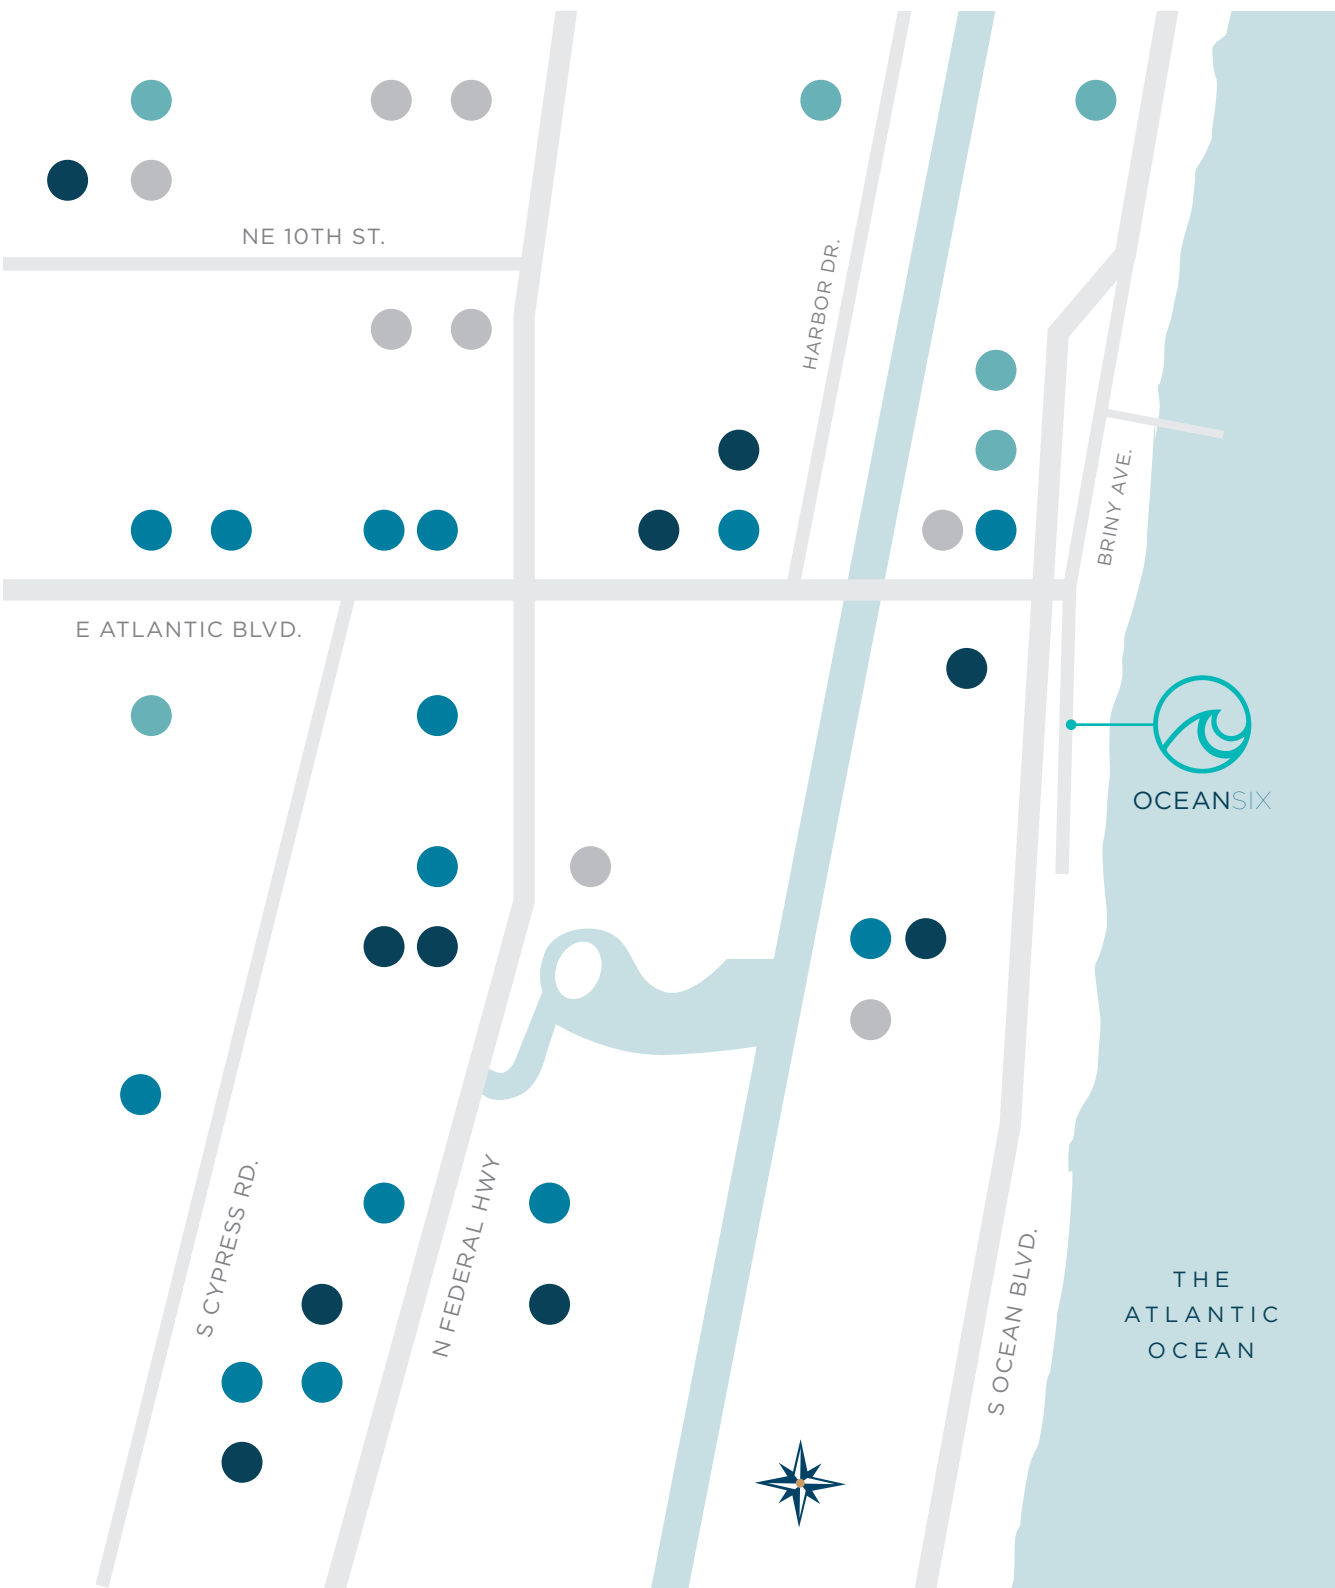 NE 10TH ST.
HARBOR DR.
BRINY AVE.
E ATLANTIC BLVD.
OCEANSIX
S CYPRESS RD.
N FEDERAL HWY
S OCEAN BLVD.
THE
ATLANTIC
OCEAN